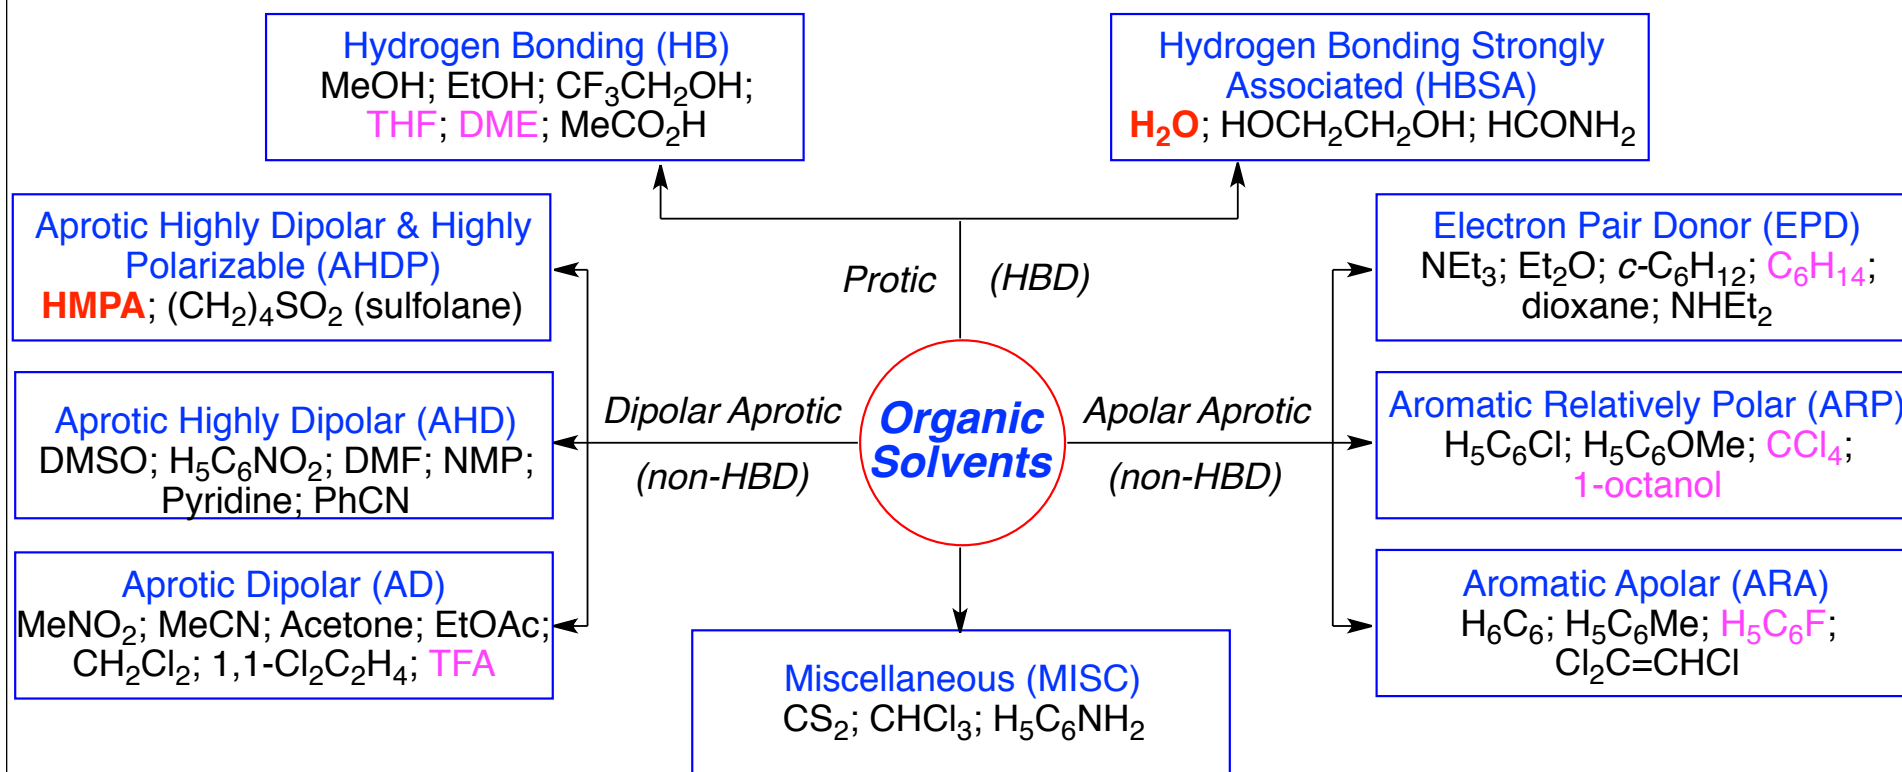 Hydrogen Bonding (HB)
MeOH; EtOH; CF₃CH₂OH;
THF; DME; MeCO₂H
Hydrogen Bonding Strongly
Associated (HBSA)
H₂O; HOCH₂CH₂OH; HCONH₂
Aprotic Highly Dipolar & Highly
Polarizable (AHDP)
HMPA; (CH₂)₄SO₂ (sulfolane)
Protic (HBD)
Electron Pair Donor (EPD)
NEt₃; Et₂O; c-C₆H₁₂; C₆H₁₄;
dioxane; NHEt₂
Aprotic Highly Dipolar (AHD)
DMSO; H₅C₆NO₂; DMF; NMP;
Pyridine; PhCN
Dipolar Aprotic
(non-HBD)
Organic
Solvents
Apolar Aprotic
(non-HBD)
Aromatic Relatively Polar (ARP)
H₅C₆Cl; H₅C₆OMe; CCl₄;
1-octanol
Aprotic Dipolar (AD)
MeNO₂; MeCN; Acetone; EtOAc;
CH₂Cl₂; 1,1-Cl₂C₂H₄; TFA
Miscellaneous (MISC)
CS₂; CHCl₃; H₅C₆NH₂
Aromatic Apolar (ARA)
H₆C₆; H₅C₆Me; H₅C₆F;
Cl₂C=CHCl